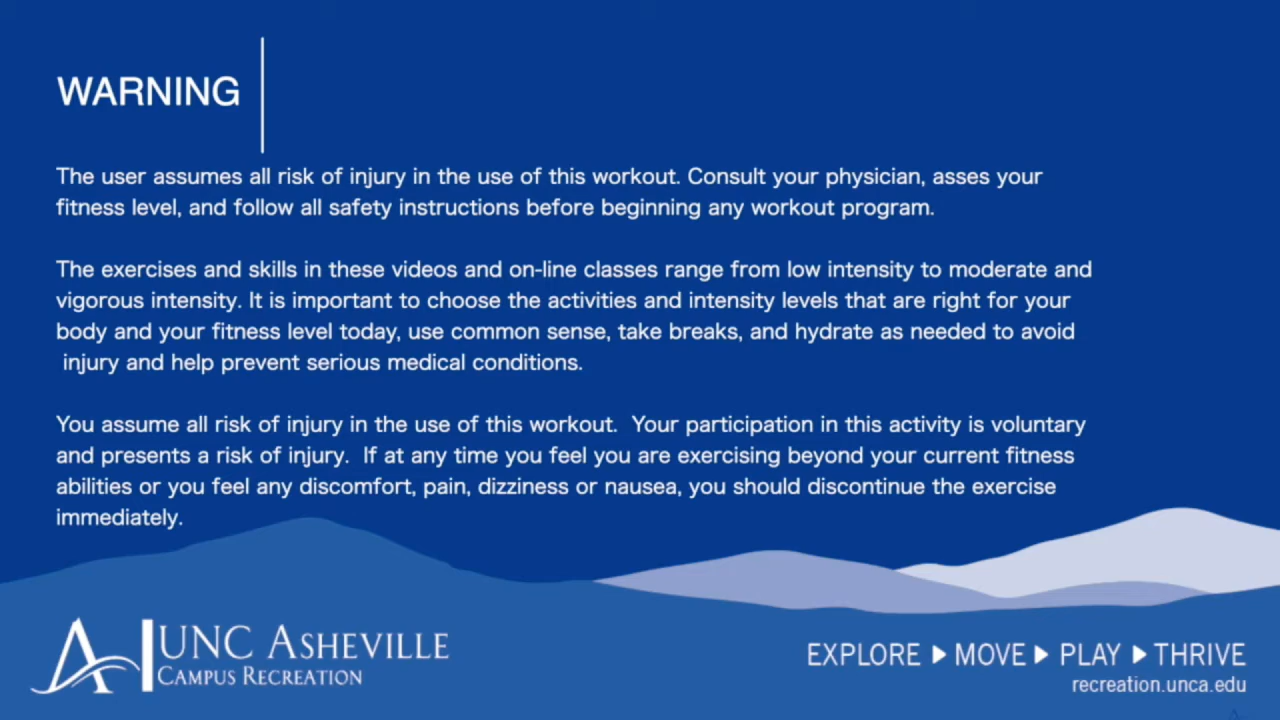 WARNING
The user assumes all risk of injury in the use of this workout. Consult your physician, asses your
fitness level, and follow all safety instructions before beginning any workout program.
The exercises and skills in these videos and on-line classes range from low intensity to moderate and
vigorous intensity. It is important to choose the activities and intensity levels that are right for your
body and your fitness level today, use common sense, take breaks, and hydrate as needed to avoid
injury and help prevent serious medical conditions.
You assume all risk of injury in the use of this workout.  Your participation in this activity is voluntary
and presents a risk of injury.  If at any time you feel you are exercising beyond your current fitness
abilities or you feel any discomfort, pain, dizziness or nausea, you should discontinue the exercise
immediately.
UNC ASHEVILLE
CAMPUS RECREATION
EXPLORE ▶ MOVE ▶ PLAY ▶ THRIVE
recreation.unca.edu